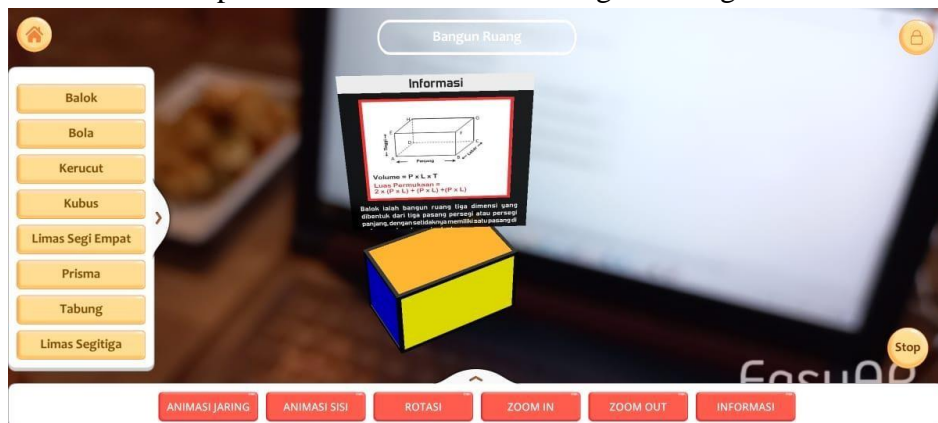 Bangun Ruang
Balok
Bola
Kerucut
Kubus
Limas Segi Empat
Prisma
Tabung
Limas Segitiga
Informasi
H
G
E
F
Tinggi
D
C
A
Panjang
B
Lebar
Volume = P x L x T
Luas Permukaan =
2 x (P x L) + (P x L) +(P x L)
Balok ialah bangun ruang tiga dimensi yang
dibentuk dari tiga pasang persegi atau persegi
panjang, dengan setidaknya memiliki satu pasang di
Stop
EasyAR
ANIMASI JARING
ANIMASI SISI
ROTASI
ZOOM IN
ZOOM OUT
INFORMASI